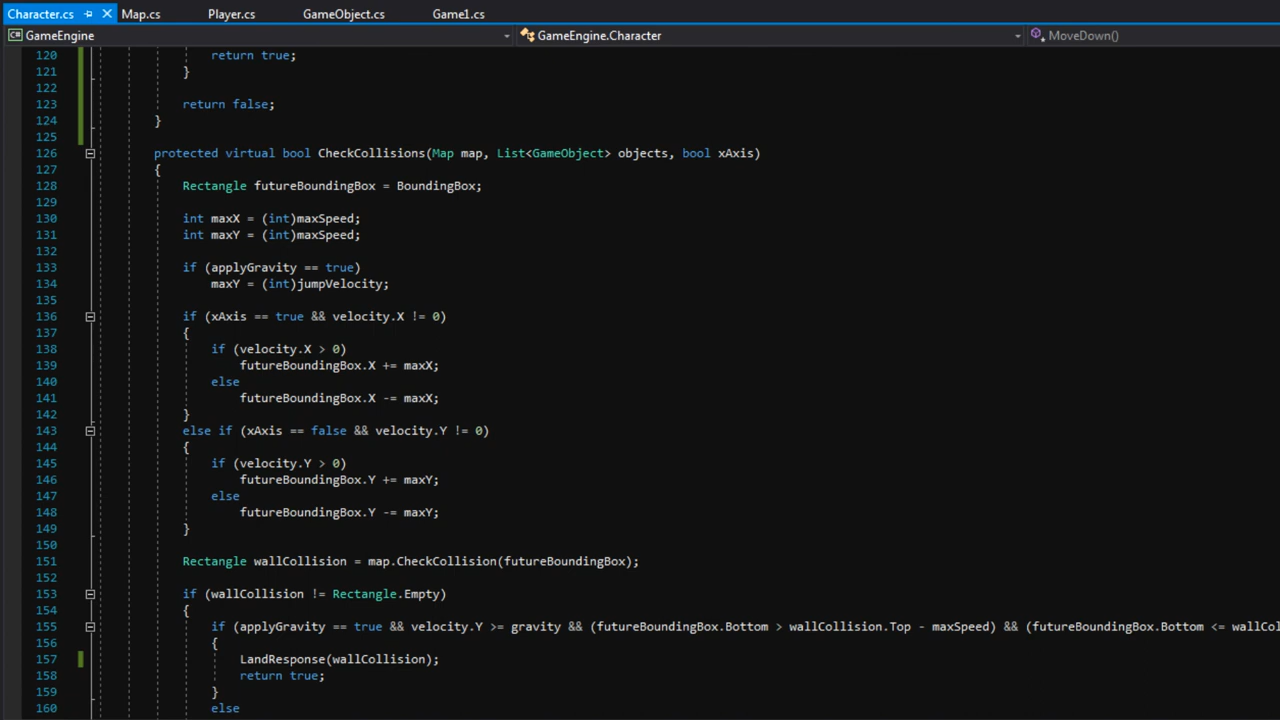 Character.cs Map.cs Player.cs GameObject.cs Game1.cs
C# GameEngine GameEngine.Character MoveDown()
120 return true;
121 }
122
123 return false;
124 }
125
126 protected virtual bool CheckCollisions(Map map, List<GameObject> objects, bool xAxis)
127 {
128 Rectangle futureBoundingBox = BoundingBox;
129
130 int maxX = (int)maxSpeed;
131 int maxY = (int)maxSpeed;
132
133 if (applyGravity == true)
134 maxY = (int)jumpVelocity;
135
136 if (xAxis == true && velocity.X != 0)
137 {
138 if (velocity.X > 0)
139 futureBoundingBox.X += maxX;
140 else
141 futureBoundingBox.X -= maxX;
142 }
143 else if (xAxis == false && velocity.Y != 0)
144 {
145 if (velocity.Y > 0)
146 futureBoundingBox.Y += maxY;
147 else
148 futureBoundingBox.Y -= maxY;
149 }
150
151 Rectangle wallCollision = map.CheckCollision(futureBoundingBox);
152
153 if (wallCollision != Rectangle.Empty)
154 {
155 if (applyGravity == true && velocity.Y >= gravity && (futureBoundingBox.Bottom > wallCollision.Top - maxSpeed) && (futureBoundingBox.Bottom <= wallCol
156 {
157 LandResponse(wallCollision);
158 return true;
159 }
160 else